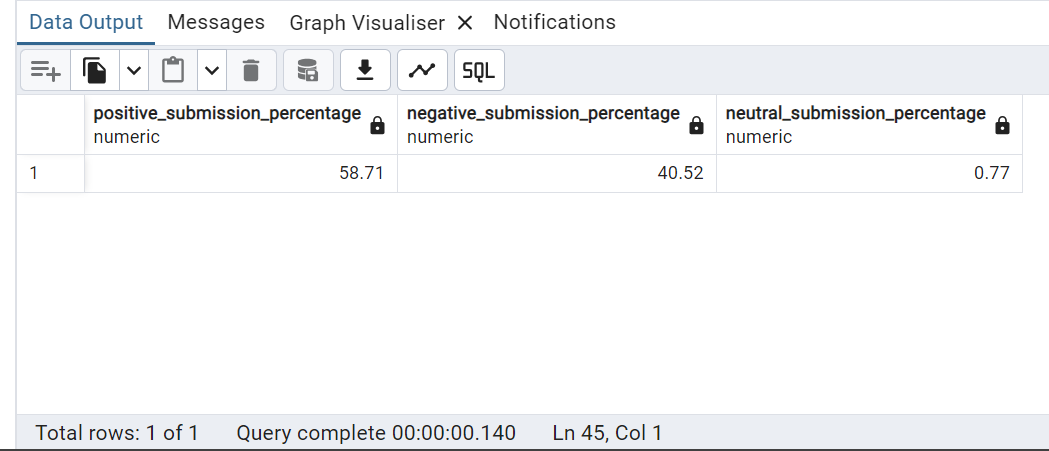 Data Output Messages Graph Visualiser Notifications
SQL
positive_submission_percentage negative_submission_percentage neutral_submission_percentage
numeric numeric numeric
1 58.71 40.52 0.77
Total rows: 1 of 1 Query complete 00:00:00.140 Ln 45, Col 1